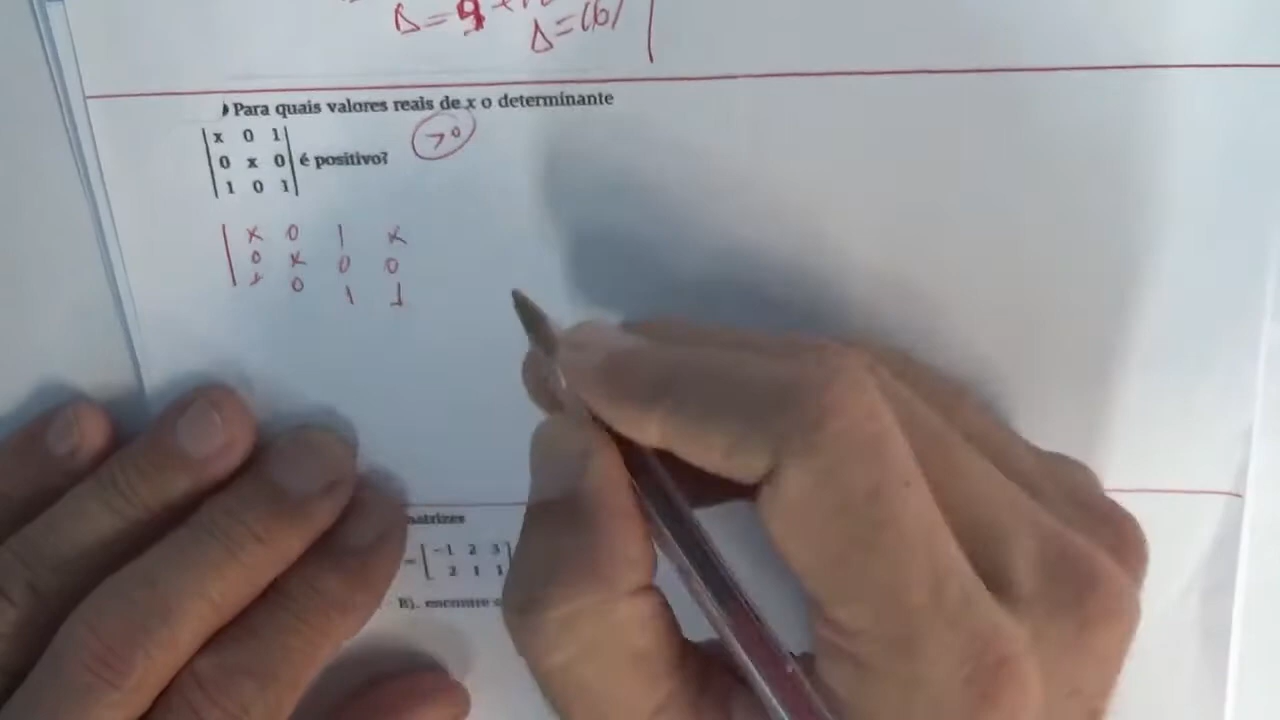 Δ = 9
Δ = 161
Para quais valores reais de x o determinante
x 0 1
0 x 0 é positivo?
1 0 1
>0
x 0 1 x
0 x 0 0
1 0 1 1
matrizes
= -1 2 3
2 1 1
B). encontre